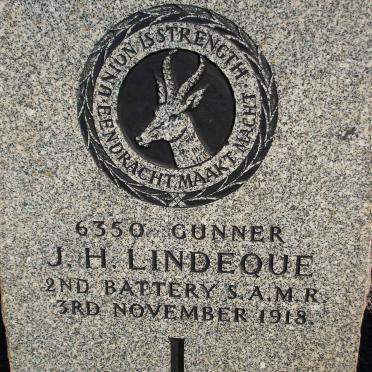 UNION IS STRENGTH
EENDRACHT MAAKT MACHT
6350 GUNNER
J. H. LINDEQUE
2ND BATTERY S.A.M.R.
3RD NOVEMBER 1918.